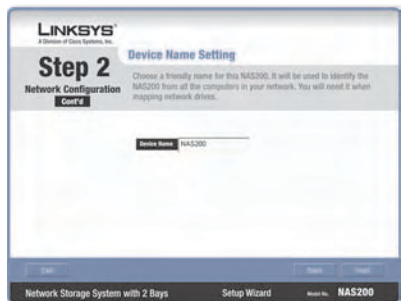 LINKSYS®
A Division of Cisco Systems, Inc.
Step 2
Network Configuration
Cont'd
Device Name Setting
Choose a friendly name for this NAS200. It will be used to identify the
NAS200 from all the computers in your network. You will need it when
mapping network drives.
Device Name NAS200
Exit
Back Next
Network Storage System with 2 Bays Setup Wizard Model No. NAS200